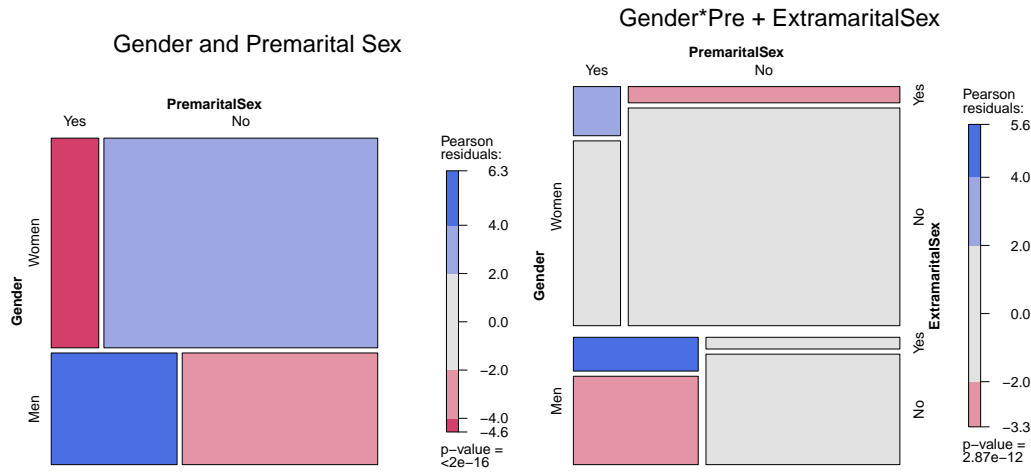 Gender and Premarital Sex
PremaritalSex
Yes No
Gender
Women
Men
Pearson
residuals:
6.3
4.0
2.0
0.0
−2.0
−4.0
−4.6
p−value =
<2e−16
Gender*Pre + ExtramaritalSex
PremaritalSex
Yes No
Gender
Women
Men
Yes
No
Yes
No
ExtramaritalSex
Pearson
residuals:
5.6
4.0
2.0
0.0
−2.0
−3.3
p−value =
2.87e−12